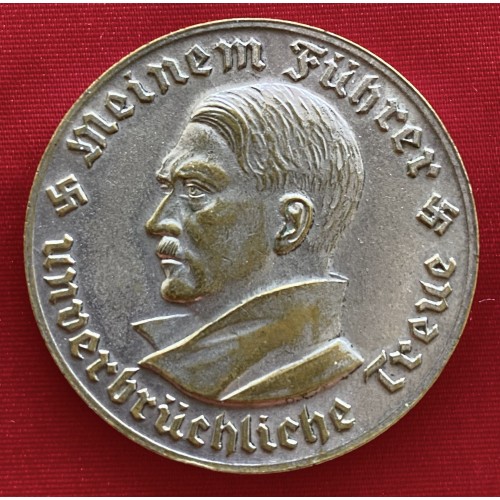 Meinem Führer
unverbrüchliche Treue